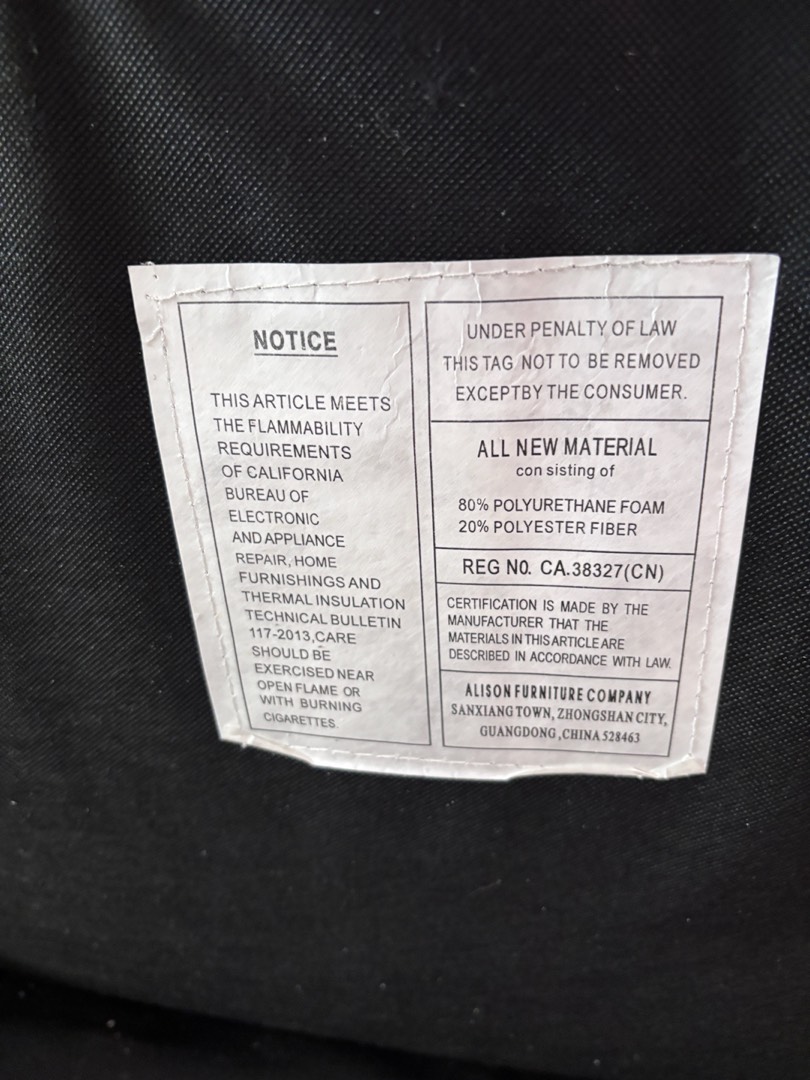 NOTICE
THIS ARTICLE MEETS
THE FLAMMABILITY
REQUIREMENTS
OF CALIFORNIA
BUREAU OF
ELECTRONIC
AND APPLIANCE
REPAIR, HOME
FURNISHINGS AND
THERMAL INSULATION
TECHNICAL BULLETIN
117-2013,CARE
SHOULD BE
EXERCISED NEAR
OPEN FLAME OR
WITH BURNING
CIGARETTES.
UNDER PENALTY OF LAW
THIS TAG NOT TO BE REMOVED
EXCEPTBY THE CONSUMER.
ALL NEW MATERIAL
con sisting of
80% POLYURETHANE FOAM
20% POLYESTER FIBER
REG N0. CA.38327(CN)
CERTIFICATION IS MADE BY THE
MANUFACTURER THAT THE
MATERIALS IN THIS ARTICLE ARE
DESCRIBED IN ACCORDANCE WITH LAW.
ALISON FURNITURE COMPANY
SANXIANG TOWN, ZHONGSHAN CITY,
GUANGDONG ,CHINA 528463